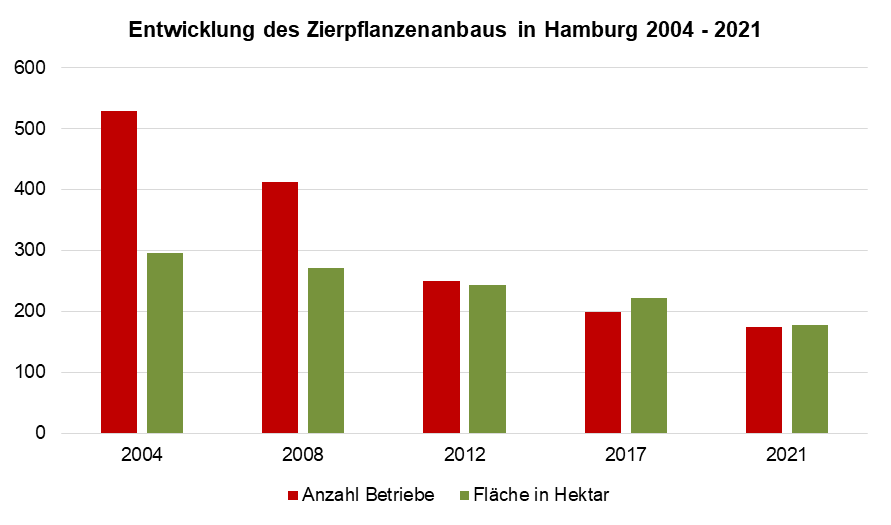 Entwicklung des Zierpflanzenanbaus in Hamburg 2004 - 2021
600
500
400
300
200
100
0
2004 2008 2012 2017 2021
Anzahl Betriebe Fläche in Hektar